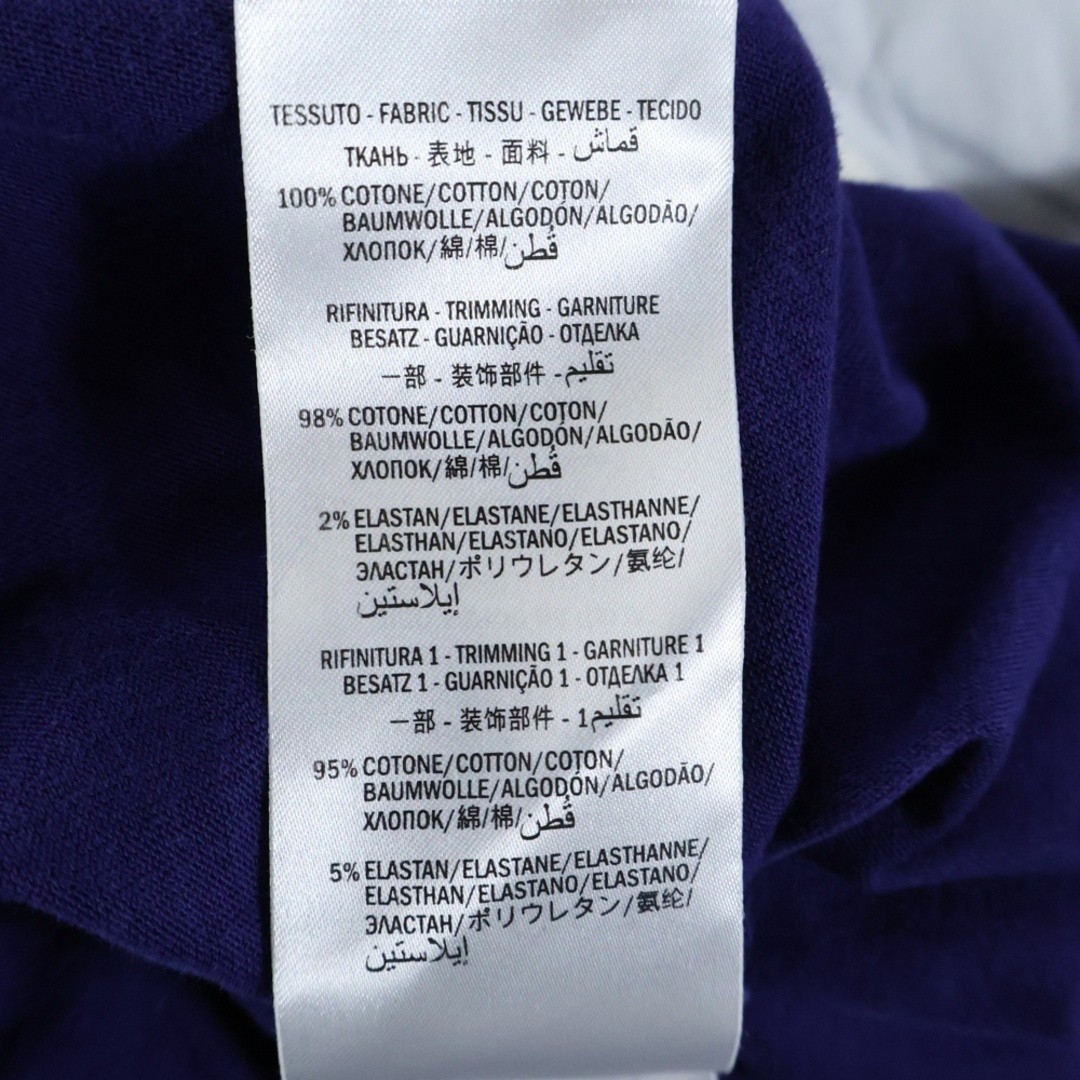 TESSUTO - FABRIC - TISSU - GEWEBE - TECIDO
ТКАНЬ - 表地 - 面料 - قماش
100% COTONE/COTTON/COTON/
BAUMWOLLE/ALGODÓN/ALGODÃO/
ХЛОПОК/綿/棉/قُطن
RIFINITURA - TRIMMING - GARNITURE
BESATZ - GUARNIÇÃO - ОТДЕЛКА
一部 - 装饰部件 - تقليم
98% COTONE/COTTON/COTON/
BAUMWOLLE/ALGODÓN/ALGODÃO/
ХЛОПОК/綿/棉/قُطن
2% ELASTAN/ELASTANE/ELASTHANNE/
ELASTHAN/ELASTANO/ELASTANO/
ЭЛАСТАН/ポリウレタン/氨纶/
إيلاستين
RIFINITURA 1 - TRIMMING 1 - GARNITURE 1
BESATZ 1 - GUARNIÇÃO 1 - ОТДЕЛКА 1
一部 - 装饰部件 - 1 تقليم
95% COTONE/COTTON/COTON/
BAUMWOLLE/ALGODÓN/ALGODÃO/
ХЛОПОК/綿/棉/قُطن
5% ELASTAN/ELASTANE/ELASTHANNE/
ELASTHAN/ELASTANO/ELASTANO/
ЭЛАСТАН/ポリウレタン/氨纶/
إيلاستين